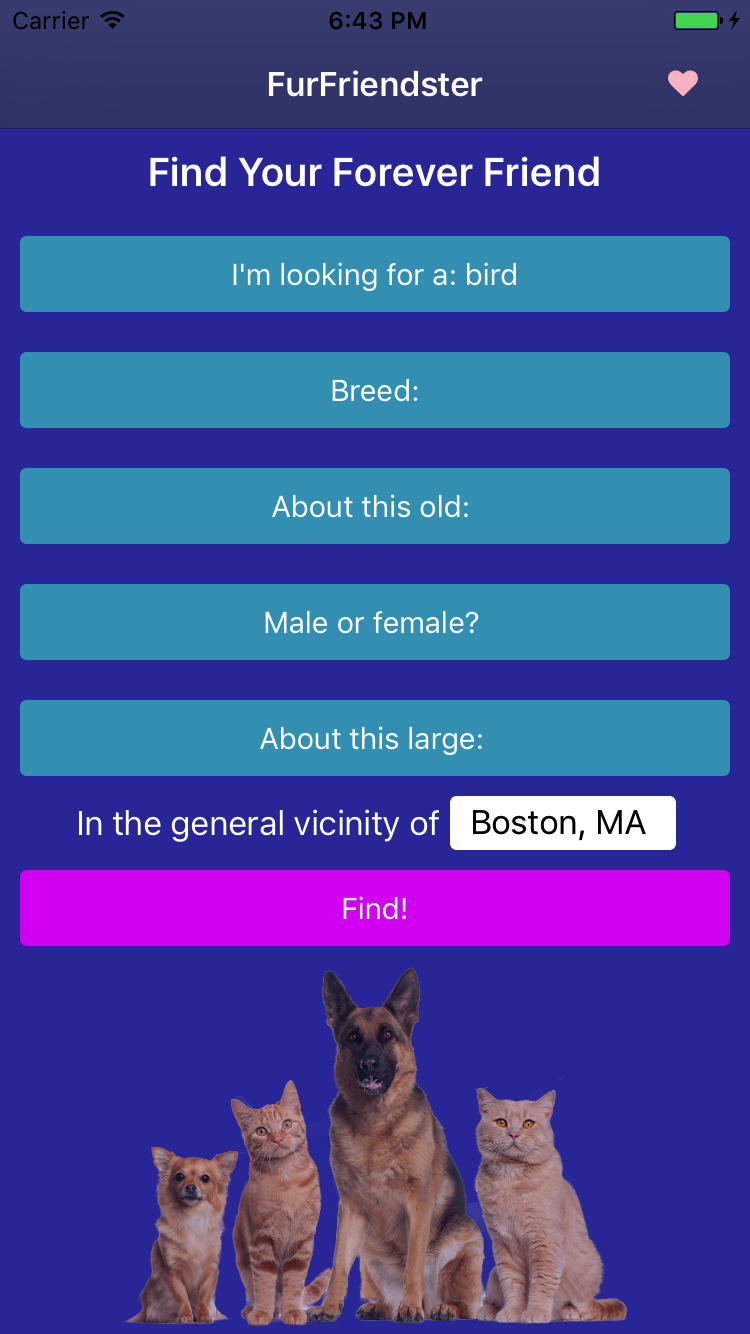 Carrier 6:43 PM
FurFriendster
Find Your Forever Friend
I'm looking for a: bird
Breed:
About this old:
Male or female?
About this large:
In the general vicinity of Boston, MA
Find!